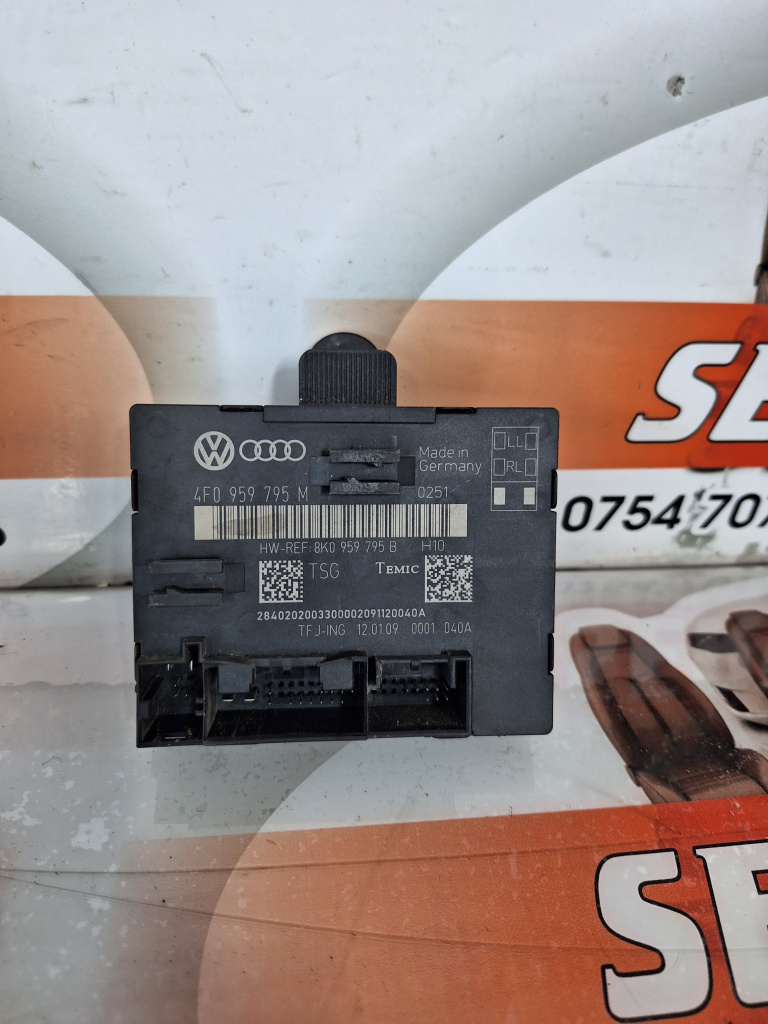 SE
0754 707
Made in
Germany
LL
RL
4F0 959 795 M
0251
HW-REF: 8K0 959 795 B H10
TSG TEMIC
2840202003300002091120040A
TFJ-ING 12.01.09 0001 040A
SE